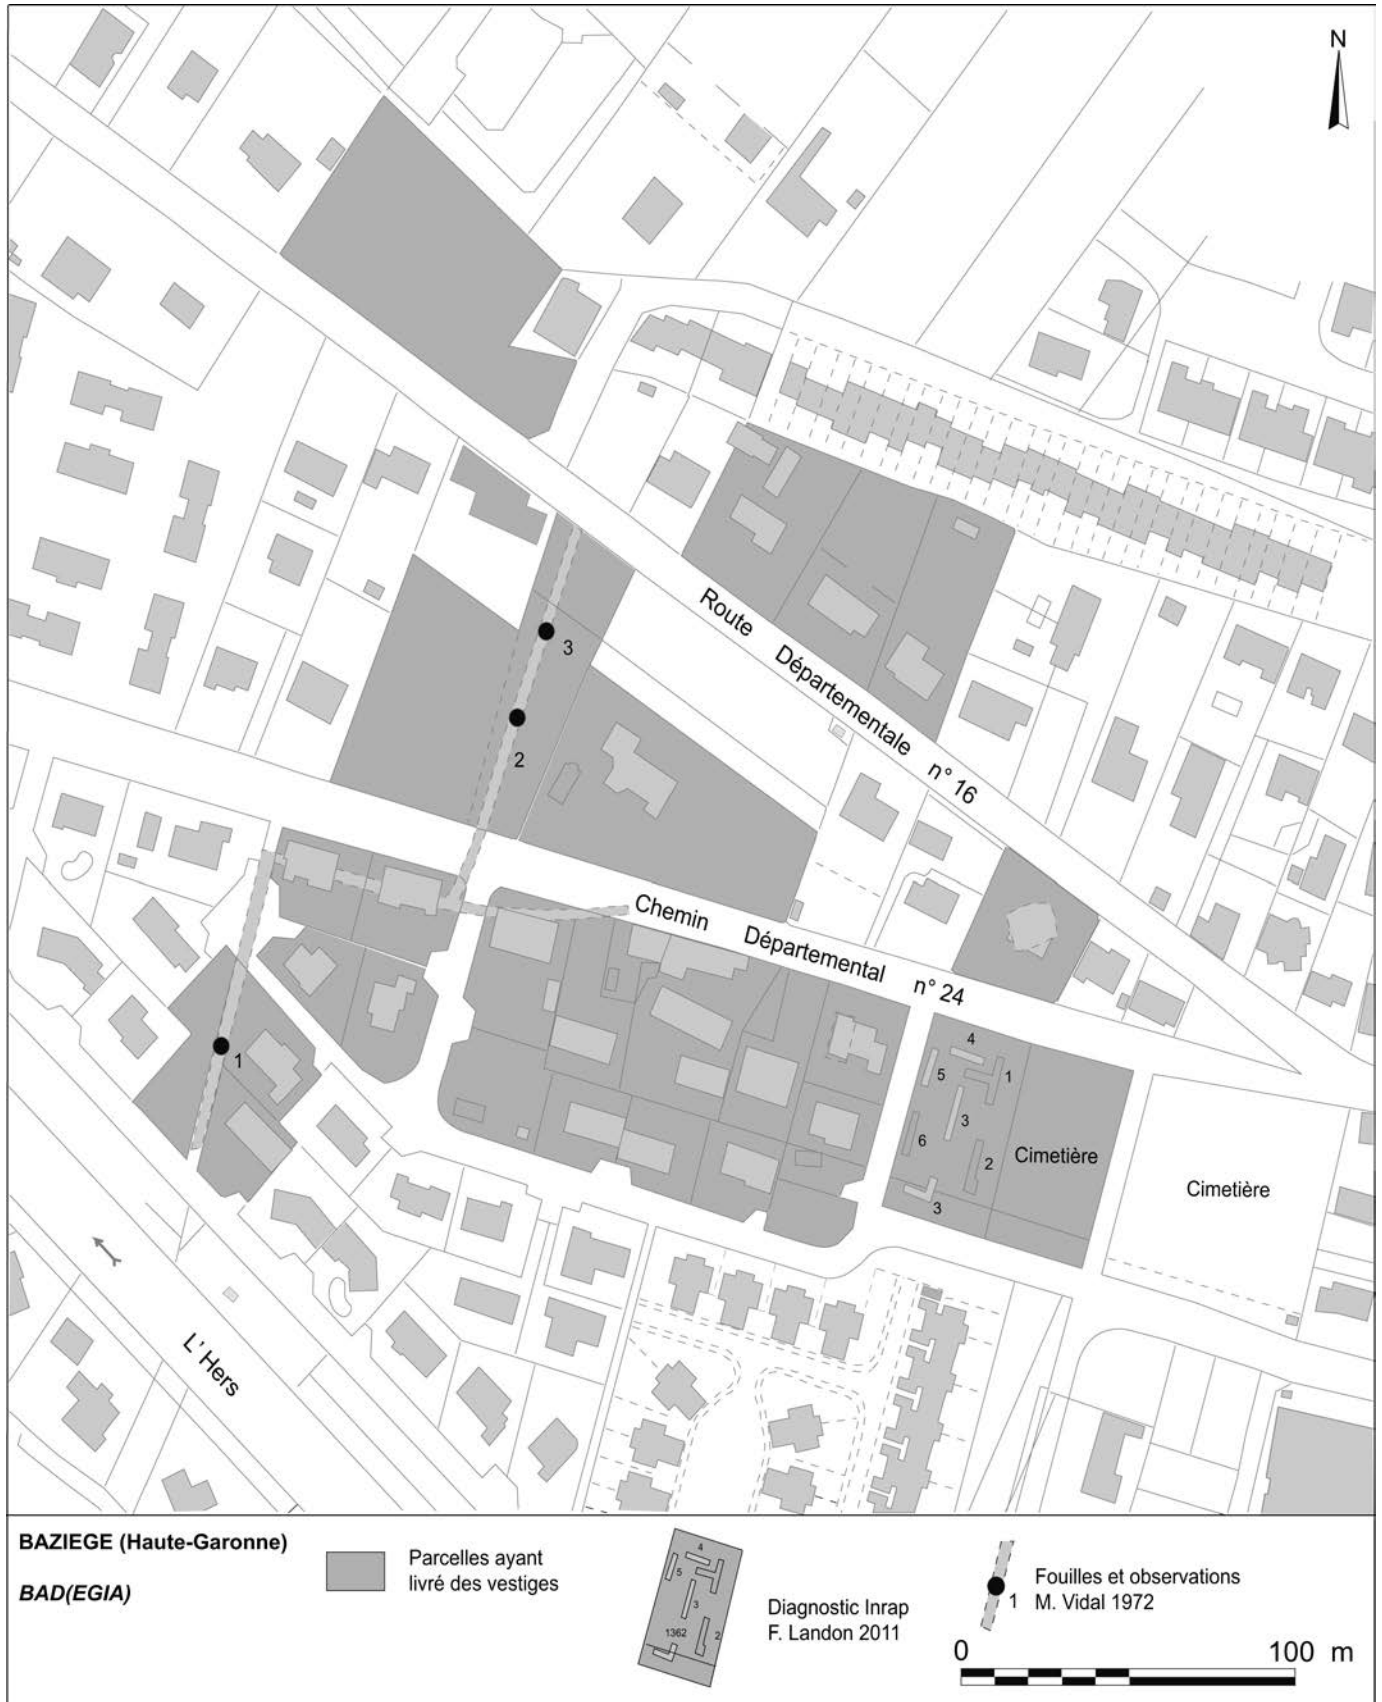 N
3
2
Route Départementale n° 16
Chemin Départemental n° 24
1
4
5
1
3
6
2
3
Cimetière
Cimetière
L' Hers
BAZIEGE (Haute-Garonne)
BAD(EGIA)
Parcelles ayant
livré des vestiges
4
5
3
1362
2
Diagnostic Inrap
F. Landon 2011
1
Fouilles et observations
M. Vidal 1972
0 100 m